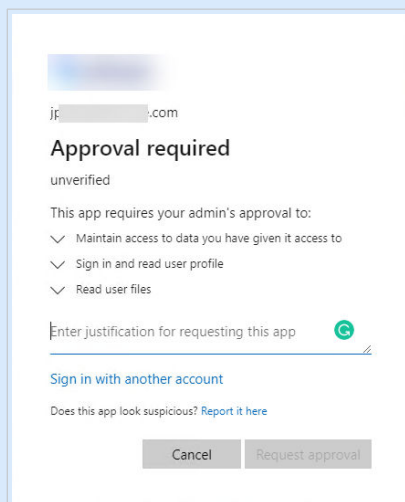 jp .com
Approval required
unverified
This app requires your admin's approval to:
Maintain access to data you have given it access to
Sign in and read user profile
Read user files
Enter justification for requesting this app
Sign in with another account
Does this app look suspicious? Report it here
Cancel Request approval